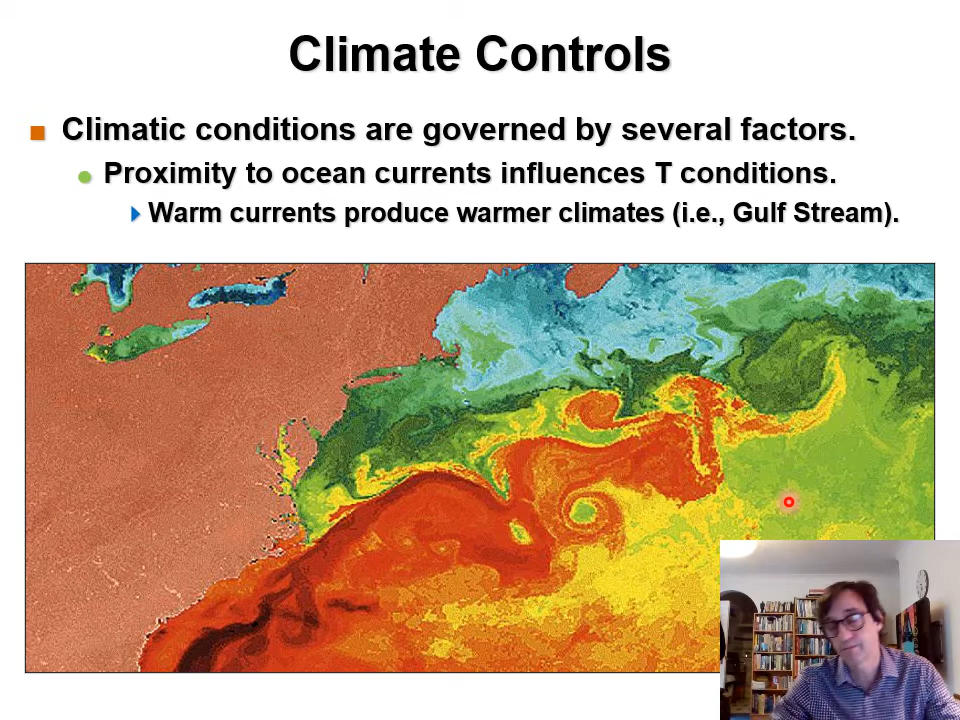 Climate Controls
Climatic conditions are governed by several factors.
Proximity to ocean currents influences T conditions.
Warm currents produce warmer climates (i.e., Gulf Stream).